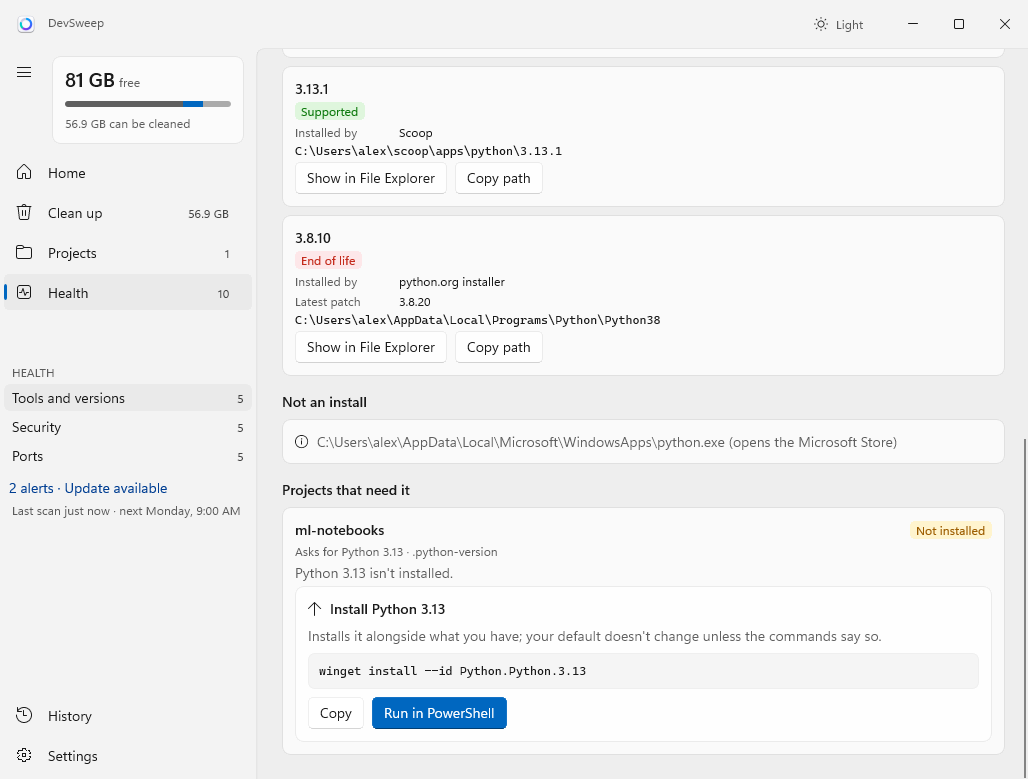 DevSweep
Light
81 GB free
56.9 GB can be cleaned
Home
Clean up 56.9 GB
Projects 1
Health 10
HEALTH
Tools and versions 5
Security 5
Ports 5
2 alerts · Update available
Last scan just now · next Monday, 9:00 AM
History
Settings
3.13.1
Supported
Installed by Scoop
C:\Users\alex\scoop\apps\python\3.13.1
Show in File Explorer Copy path
3.8.10
End of life
Installed by python.org installer
Latest patch 3.8.20
C:\Users\alex\AppData\Local\Programs\Python\Python38
Show in File Explorer Copy path
Not an install
C:\Users\alex\AppData\Local\Microsoft\WindowsApps\python.exe (opens the Microsoft Store)
Projects that need it
ml-notebooks Not installed
Asks for Python 3.13 · .python-version
Python 3.13 isn't installed.
Install Python 3.13
Installs it alongside what you have; your default doesn't change unless the commands say so.
winget install --id Python.Python.3.13
Copy Run in PowerShell